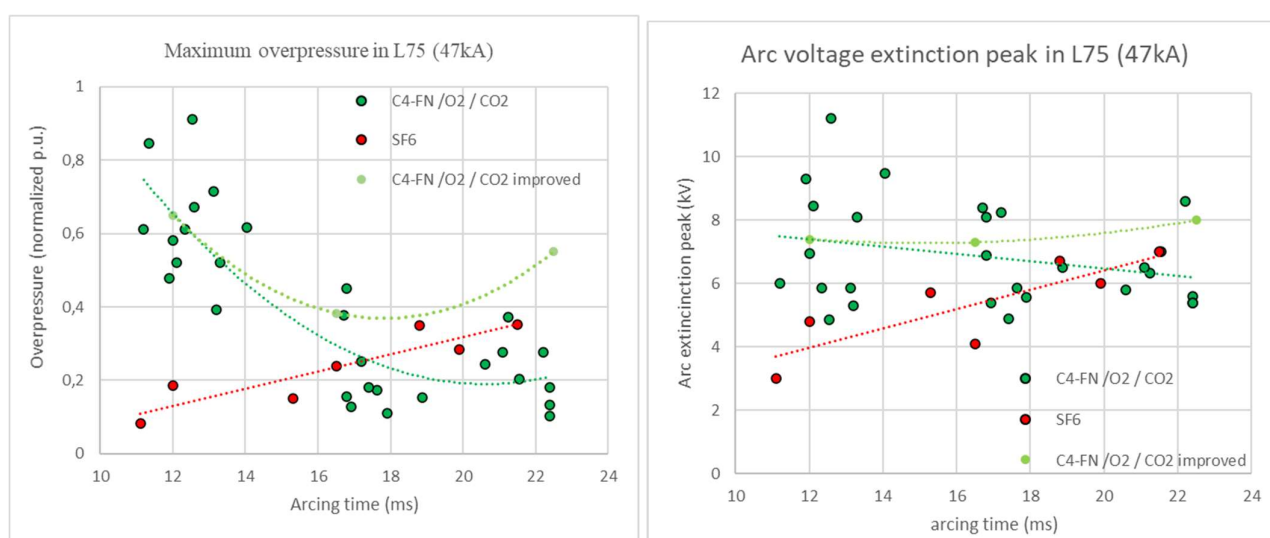 Maximum overpressure in L75 (47kA)
1
0,8
0,6
0,4
0,2
0
10 12 14 16 18 20 22 24
Overpressure (normalized p.u.)
Arcing time (ms)
C4-FN /O2 / CO2
SF6
C4-FN /O2 / CO2 improved
Arc voltage extinction peak in L75 (47kA)
12
10
8
6
4
2
0
10 12 14 16 18 20 22 24
Arc extincinction peak (kV)
arcing time (ms)
C4-FN /O2 / CO2
SF6
C4-FN /O2 / CO2 improved